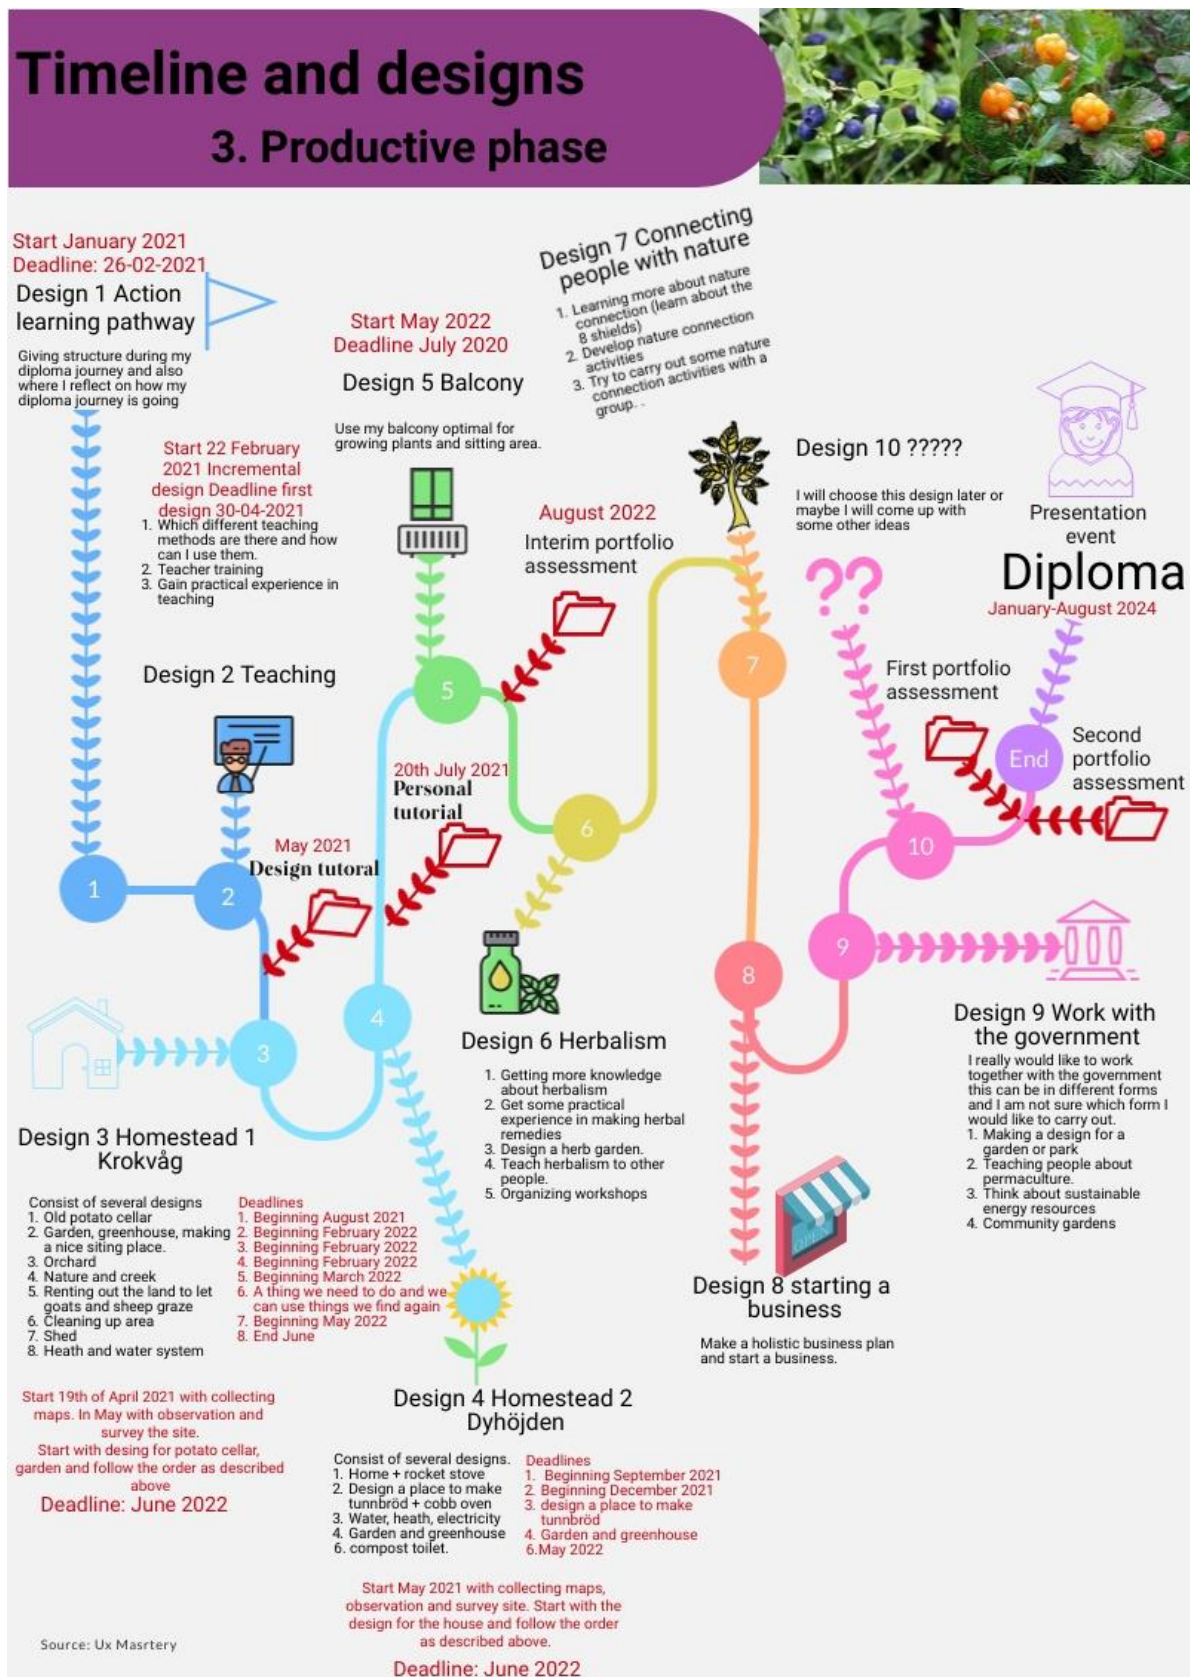 Timeline and designs
3. Productive phase
Start January 2021
Deadline: 26-02-2021
Design 1 Action
learning pathway
Giving structure during my
diploma journey and also
where I reflect on how my
diploma journey is going
Start 22 February
2021 Incremental
design Deadline first
design 30-04-2021
1. Which different teaching
methods are there and how
can I use them.
2. Teacher training
3. Gain practical experience in
teaching
Design 2 Teaching
Start May 2022
Deadline July 2020
Design 5 Balcony
Use my balcony optimal for
growing plants and sitting area.
Design 7 Connecting
people with nature
1. Learning more about nature
connection (learn about the
8 shields)
2. Develop nature connection
activities
3. Try to carry out some nature
connection activities with a
group. .
August 2022
Interim portfolio
assessment
Design 10 ?????
I will choose this design later or
maybe I will come up with
some other ideas
??
Presentation
event
Diploma
January-August 2024
First portfolio
assessment
Second
portfolio
assessment
End
20th July 2021
Personal
tutorial
May 2021
Design tutoral
1
2
3
4
5
6
7
8
9
10
Design 3 Homestead 1
Krokvåg
Consist of several designs
1. Old potato cellar
2. Garden, greenhouse, making
a nice siting place.
3. Orchard
4. Nature and creek
5. Renting out the land to let
goats and sheep graze
6. Cleaning up area
7. Shed
8. Heath and water system
Deadlines
1. Beginning August 2021
2. Beginning February 2022
3. Beginning February 2022
4. Beginning February 2022
5. Beginning March 2022
6. A thing we need to do and we
can use things we find again
7. Beginning May 2022
8. End June
Start 19th of April 2021 with collecting
maps. In May with observation and
survey the site.
Start with desing for potato cellar,
garden and follow the order as described
above
Deadline: June 2022
Design 6 Herbalism
1. Getting more knowledge
about herbalism
2. Get some practical
experience in making herbal
remedies
3. Design a herb garden.
4. Teach herbalism to other
people.
5. Organizing workshops
Design 9 Work with
the government
I really would like to work
together with the government
this can be in different forms
and I am not sure which form I
would like to carry out.
1. Making a design for a
garden or park
2. Teaching people about
permaculture.
3. Think about sustainable
energy resources
4. Community gardens
OPEN
Design 8 starting a
business
Make a holistic business plan
and start a business.
Design 4 Homestead 2
Dyhöjden
Consist of several designs.
1. Home + rocket stove
2. Design a place to make
tunnbröd + cobb oven
3. Water, heath, electricity
4. Garden and greenhouse
6. compost toilet.
Deadlines
1. Beginning September 2021
2. Beginning December 2021
3. design a place to make
tunnbröd
4. Garden and greenhouse
6.May 2022
Start May 2021 with collecting maps,
observation and survey site. Start with the
design for the house and follow the order
as described above.
Deadline: June 2022
Source: Ux Masrtery